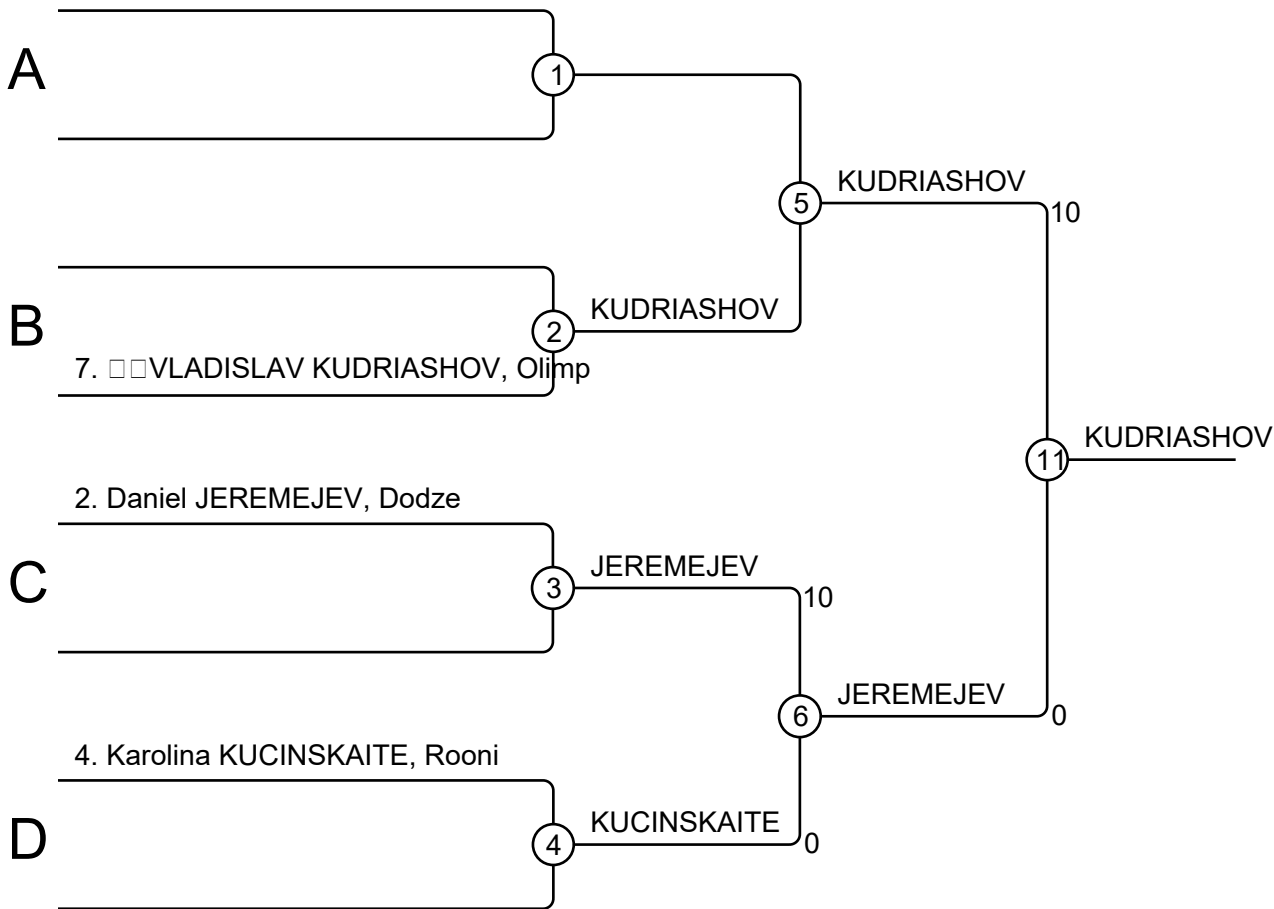 A
1
KUDRIASHOV
5
10
B
2
KUDRIASHOV
7. □□VLADISLAV KUDRIASHOV, Olimp
11
KUDRIASHOV
2. Daniel JEREMEJEV, Dodze
C
3
JEREMEJEV
10
6
JEREMEJEV
0
4. Karolina KUCINSKAITE, Rooni
D
4
KUCINSKAITE
0